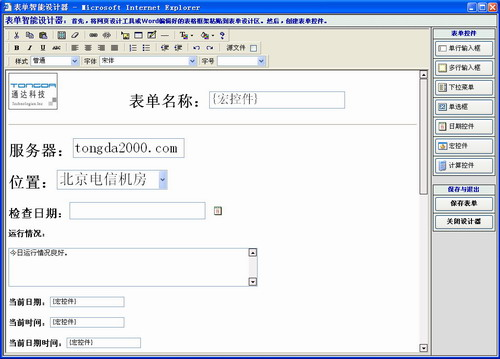 表单智能设计器 - Microsoft Internet Explorer
表单智能设计器，首先，将网页设计工具或Word编辑好的表格框架粘贴到表单设计区。然后，创建表单控件。
源文件
样式 普通 字体 宋体 字号
TONGDA
通达科技
Technologies Inc
表单名称：{宏控件}
服务器：tongda2000.com
位置：北京电信机房
检查日期：
运行情况：
今日运行情况良好。
当前日期：{宏控件}
当前时间：{宏控件}
当前日期时间：{宏控件}
表单控件
单行输入框
多行输入框
下拉菜单
单选框
日期控件
宏控件
计算控件
保存与退出
保存表单
关闭设计器